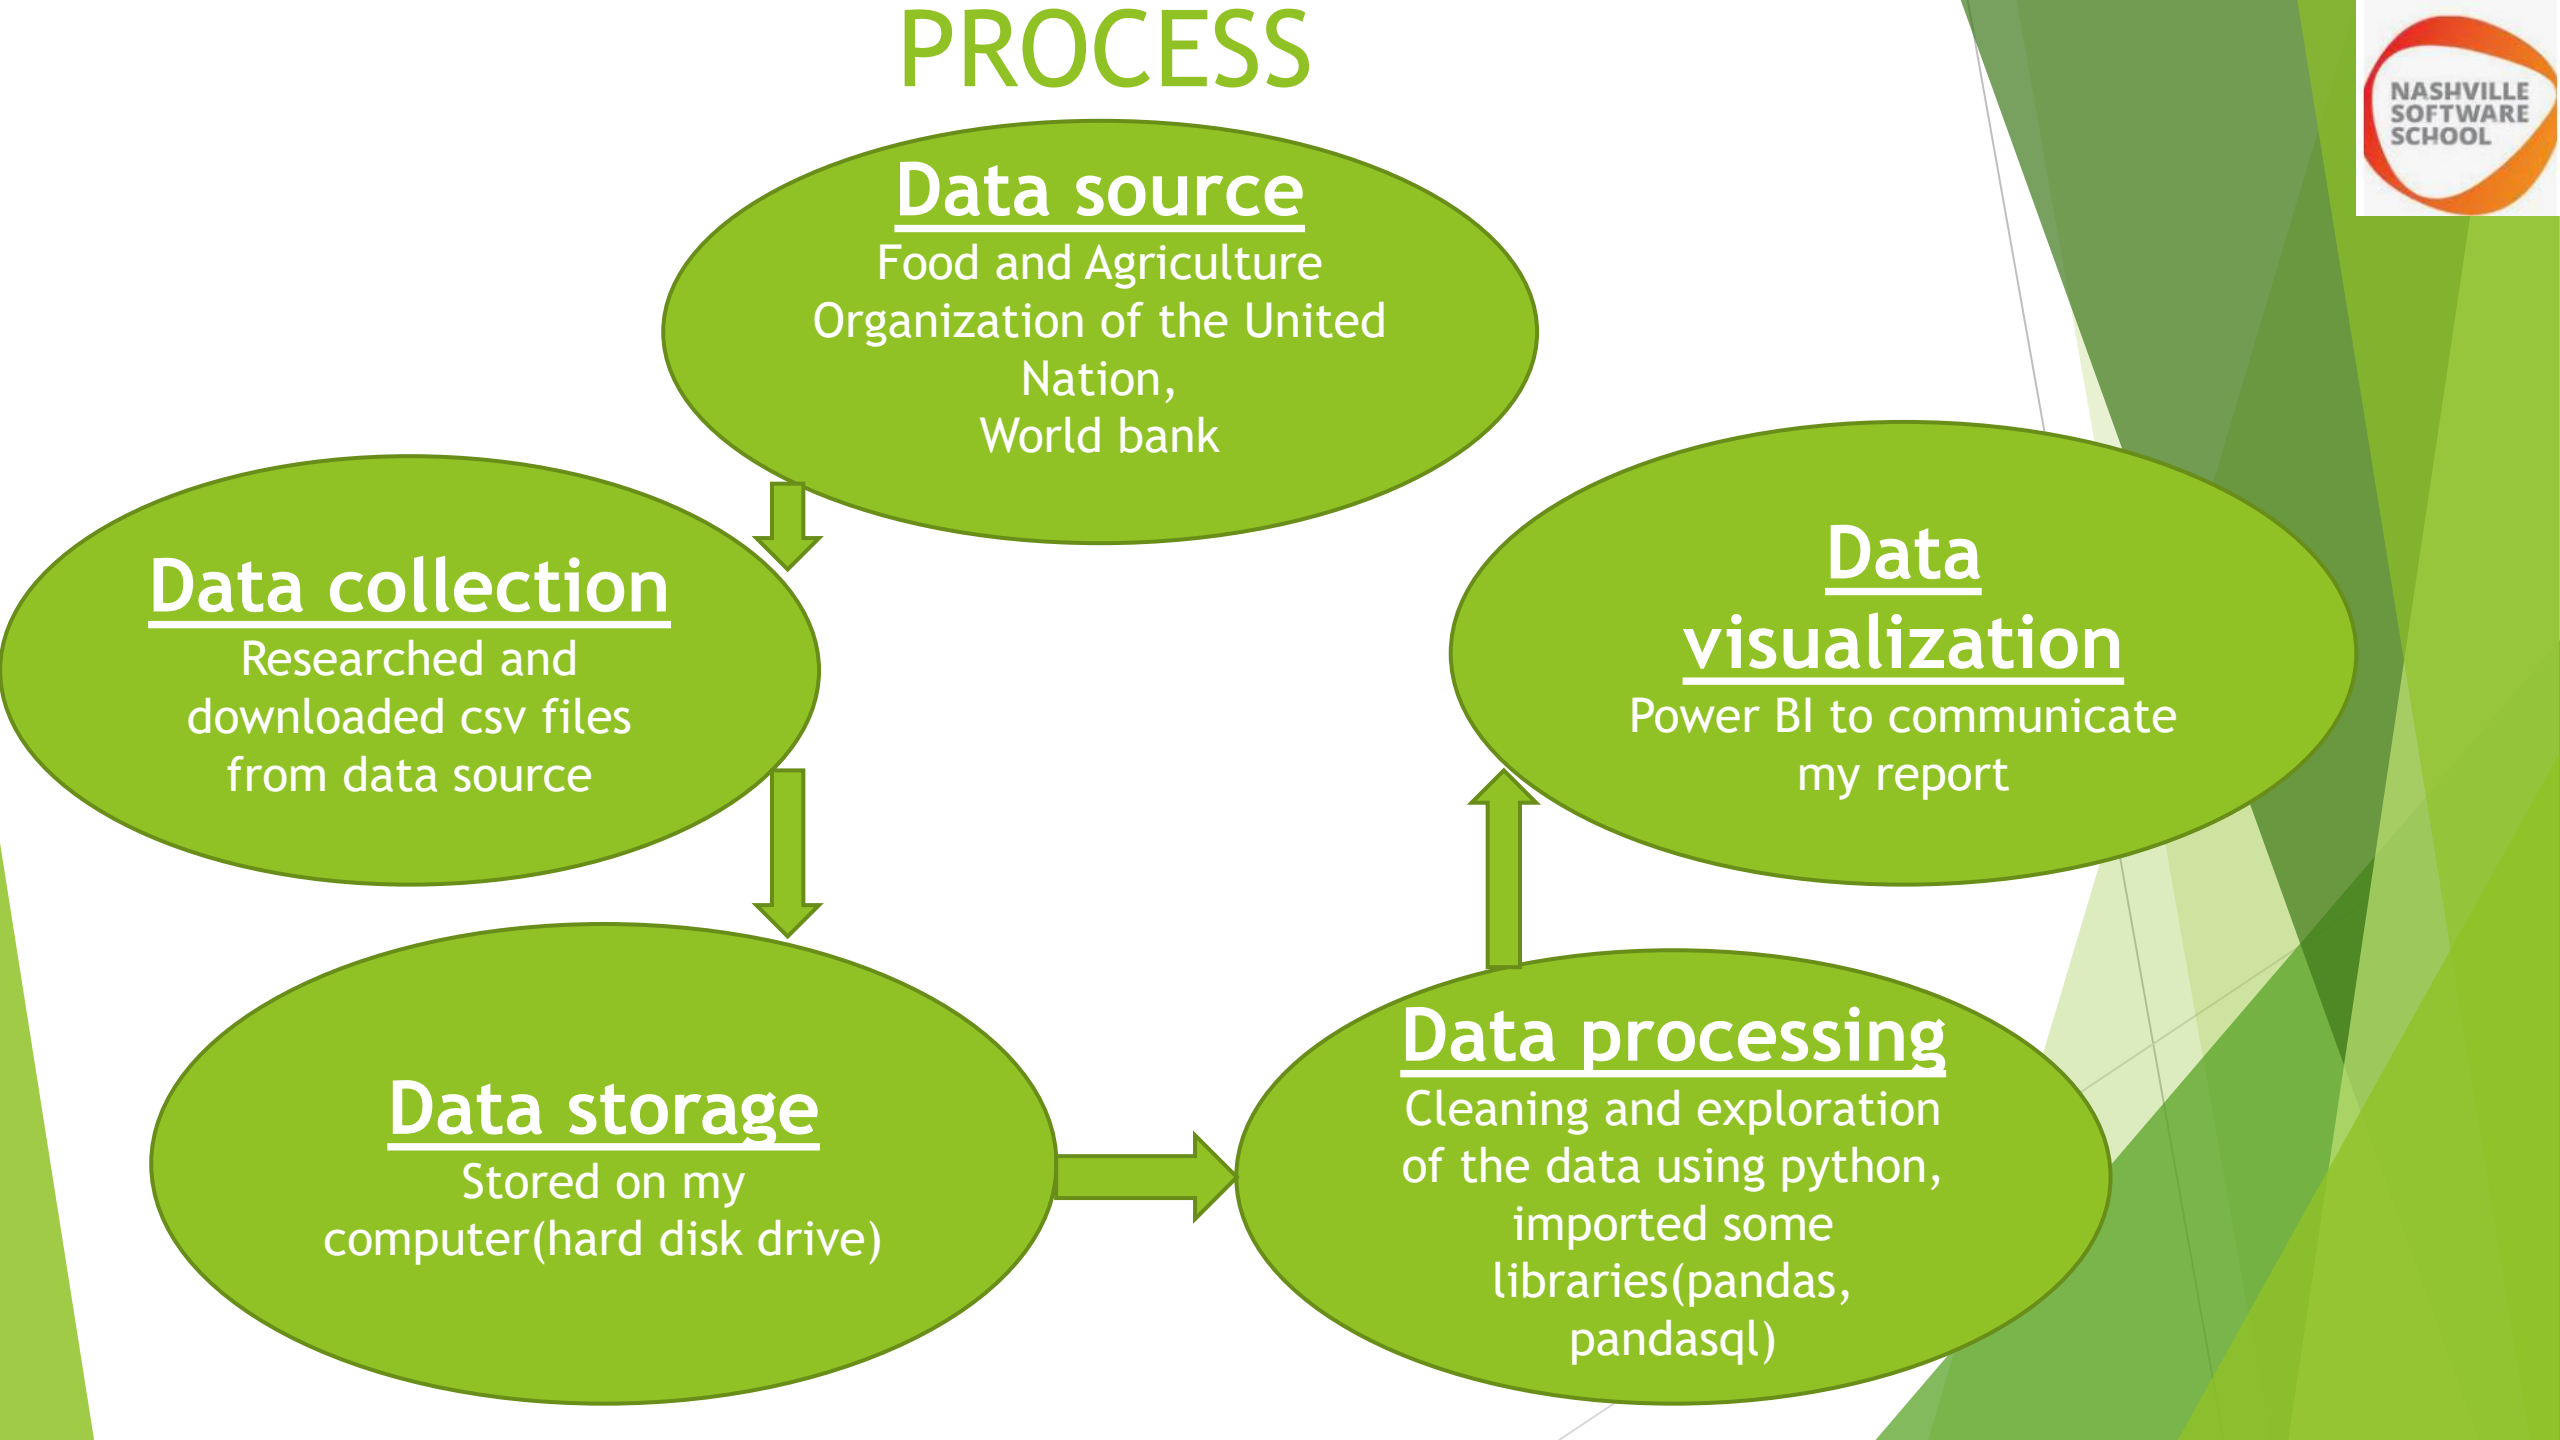 PROCESS
NASHVILLE
SOFTWARE
SCHOOL
Data source
Food and Agriculture
Organization of the United
Nation,
World bank
Data collection
Researched and
downloaded csv files
from data source
Data storage
Stored on my
computer(hard disk drive)
Data processing
Cleaning and exploration
of the data using python,
imported some
libraries(pandas,
pandasql)
Data
visualization
Power BI to communicate
my report